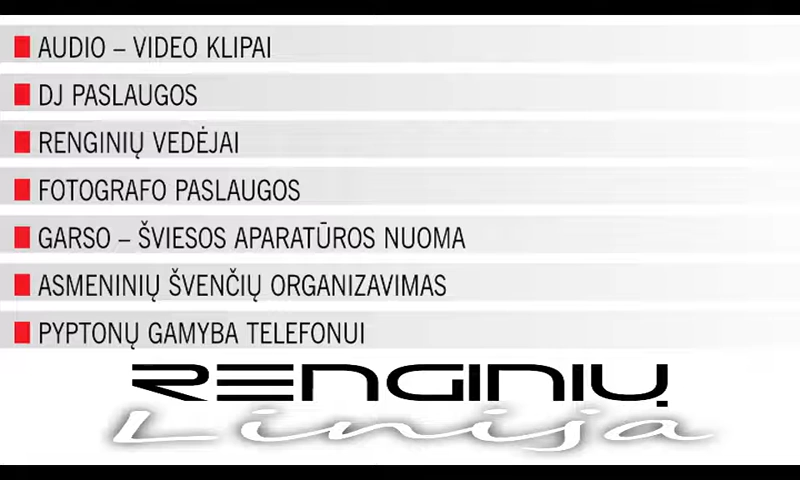 AUDIO – VIDEO KLIPAI
DJ PASLAUGOS
RENGINIŲ VEDĖJAI
FOTOGRAFO PASLAUGOS
GARSO – ŠVIESOS APARATŪROS NUOMA
ASMENINIŲ ŠVENČIŲ ORGANIZAVIMAS
PYPTONŲ GAMYBA TELEFONUI
RENGINIŲ
Linija